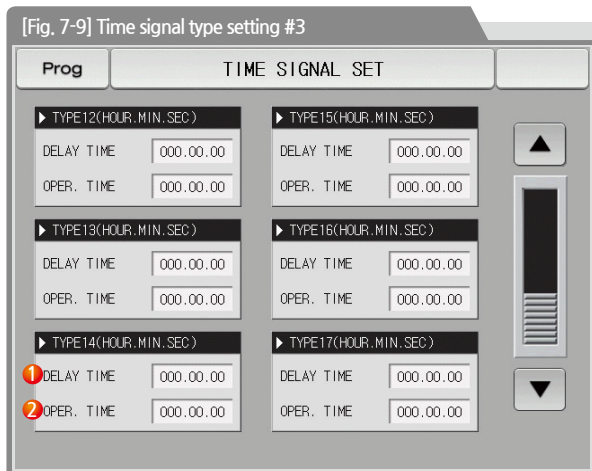 [Fig. 7-9] Time signal type setting #3
Prog
TIME SIGNAL SET
▶ TYPE12(HOUR.MIN.SEC)
DELAY TIME 000.00.00
OPER. TIME 000.00.00
▶ TYPE15(HOUR.MIN.SEC)
DELAY TIME 000.00.00
OPER. TIME 000.00.00
▶ TYPE13(HOUR.MIN.SEC)
DELAY TIME 000.00.00
OPER. TIME 000.00.00
▶ TYPE16(HOUR.MIN.SEC)
DELAY TIME 000.00.00
OPER. TIME 000.00.00
▶ TYPE14(HOUR.MIN.SEC)
1 DELAY TIME 000.00.00
2 OPER. TIME 000.00.00
▶ TYPE17(HOUR.MIN.SEC)
DELAY TIME 000.00.00
OPER. TIME 000.00.00